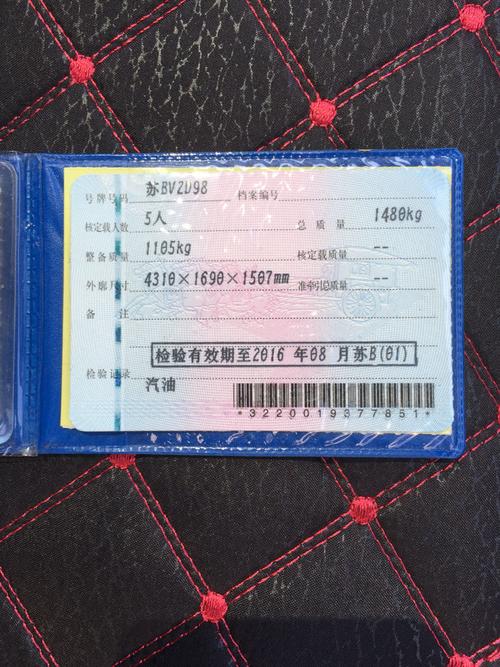 号牌号码 苏BV2D98 档案编号
核定载人数 5人 总质量 1480kg
整备质量 1105kg 核定载质量 --
外廓尺寸 4310×1690×1507mm 准牵引总质量 --
备注
检验有效期至2016 年08 月苏B(01)
检验记录
汽油
*3220019377851*